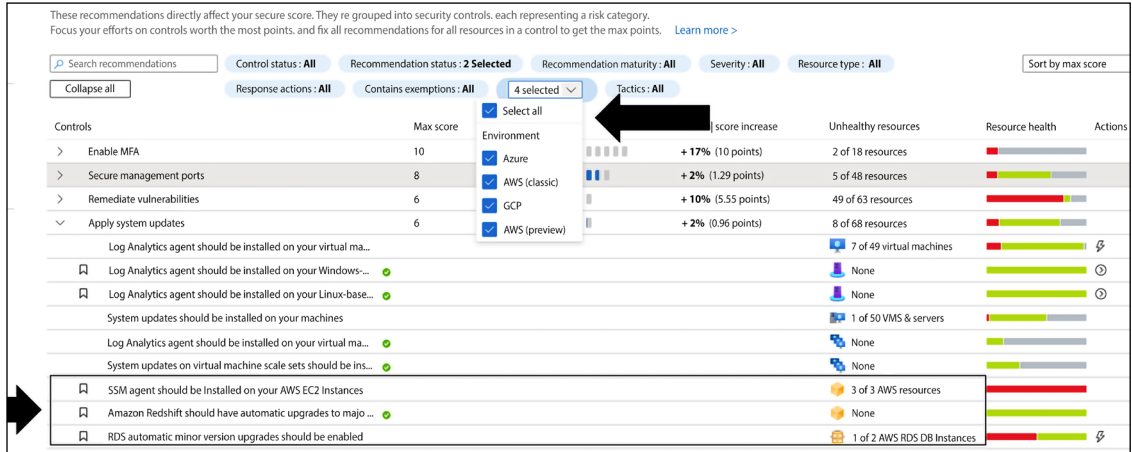 These recommendations directly affect your secure score. They re grouped into security controls. each representing a risk category.
Focus your efforts on controls worth the most points. and fix all recommendations for all resources in a control to get the max points. Learn more >
Search recommendations Control status : All Recommendation status : 2 Selected Recommendation maturity : All Severity : All Resource type : All Sort by max score
Collapse all Response actions : All Contains exemptions : All 4 selected Tactics : All
Select all
Controls Max score score increase Unhealthy resources Resource health Actions
Environment
Enable MFA 10 + 17% (10 points) 2 of 18 resources
Azure
Secure management ports 8 + 2% (1.29 points) 5 of 48 resources
AWS (classic)
Remediate vulnerabilities 6 + 10% (5.55 points) 49 of 63 resources
GCP
Apply system updates 6 + 2% (0.96 points) 8 of 68 resources
AWS (preview)
Log Analytics agent should be installed on your virtual ma... 7 of 49 virtual machines
Log Analytics agent should be installed on your Windows-... None
Log Analytics agent should be installed on your Linux-base... None
System updates should be installed on your machines 1 of 50 VMS & servers
Log Analytics agent should be installed on your virtual ma... None
System updates on virtual machine scale sets should be ins... None
SSM agent should be Installed on your AWS EC2 Instances 3 of 3 AWS resources
Amazon Redshift should have automatic upgrades to majo ... None
RDS automatic minor version upgrades should be enabled 1 of 2 AWS RDS DB Instances